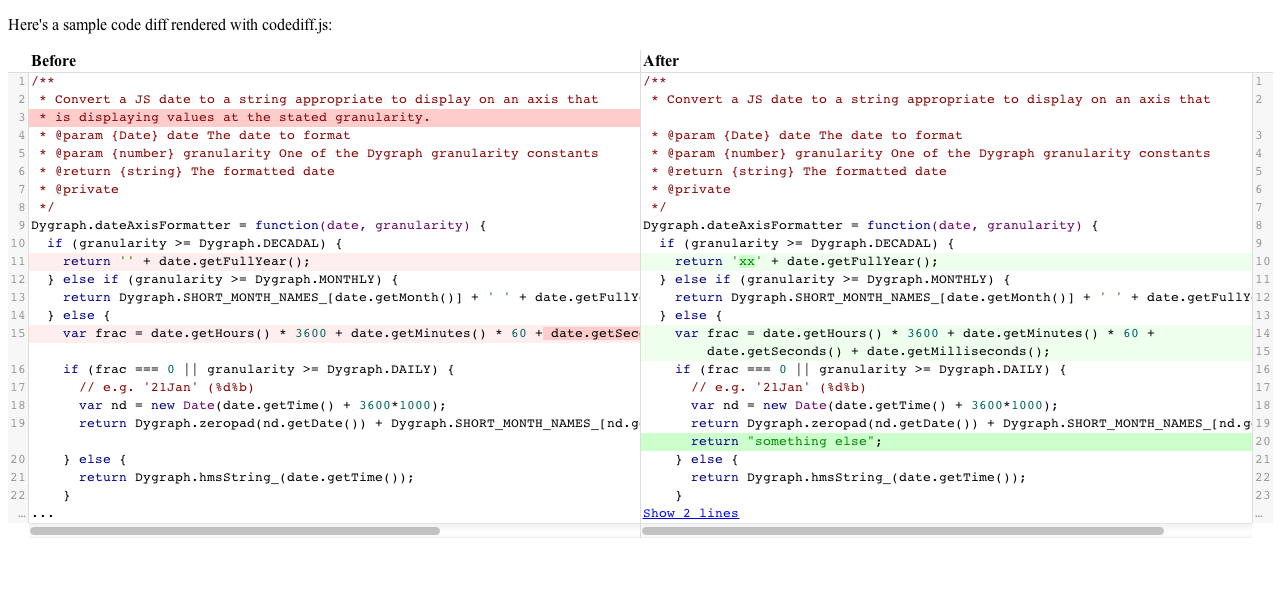 Here's a sample code diff rendered with codediff.js:
Before
1 /**
2  * Convert a JS date to a string appropriate to display on an axis that
3  * is displaying values at the stated granularity.
4  * @param {Date} date The date to format
5  * @param {number} granularity One of the Dygraph granularity constants
6  * @return {string} The formatted date
7  * @private
8  */
9 Dygraph.dateAxisFormatter = function(date, granularity) {
10   if (granularity >= Dygraph.DECADAL) {
11     return '' + date.getFullYear();
12   } else if (granularity >= Dygraph.MONTHLY) {
13     return Dygraph.SHORT_MONTH_NAMES_[date.getMonth()] + ' ' + date.getFullY
14   } else {
15     var frac = date.getHours() * 3600 + date.getMinutes() * 60 + date.getSec
16     if (frac === 0 || granularity >= Dygraph.DAILY) {
17       // e.g. '21Jan' (%d%b)
18       var nd = new Date(date.getTime() + 3600*1000);
19       return Dygraph.zeropad(nd.getDate()) + Dygraph.SHORT_MONTH_NAMES_[nd.g
20     } else {
21       return Dygraph.hmsString_(date.getTime());
22     }
… ...
After
/** 1
 * Convert a JS date to a string appropriate to display on an axis that 2
 * @param {Date} date The date to format 3
 * @param {number} granularity One of the Dygraph granularity constants 4
 * @return {string} The formatted date 5
 * @private 6
 */ 7
Dygraph.dateAxisFormatter = function(date, granularity) { 8
  if (granularity >= Dygraph.DECADAL) { 9
    return 'xx' + date.getFullYear(); 10
  } else if (granularity >= Dygraph.MONTHLY) { 11
    return Dygraph.SHORT_MONTH_NAMES_[date.getMonth()] + ' ' + date.getFullY 12
  } else { 13
    var frac = date.getHours() * 3600 + date.getMinutes() * 60 + 14
        date.getSeconds() + date.getMilliseconds(); 15
    if (frac === 0 || granularity >= Dygraph.DAILY) { 16
      // e.g. '21Jan' (%d%b) 17
      var nd = new Date(date.getTime() + 3600*1000); 18
      return Dygraph.zeropad(nd.getDate()) + Dygraph.SHORT_MONTH_NAMES_[nd.g 19
      return "something else"; 20
    } else { 21
      return Dygraph.hmsString_(date.getTime()); 22
    } 23
Show 2 lines …